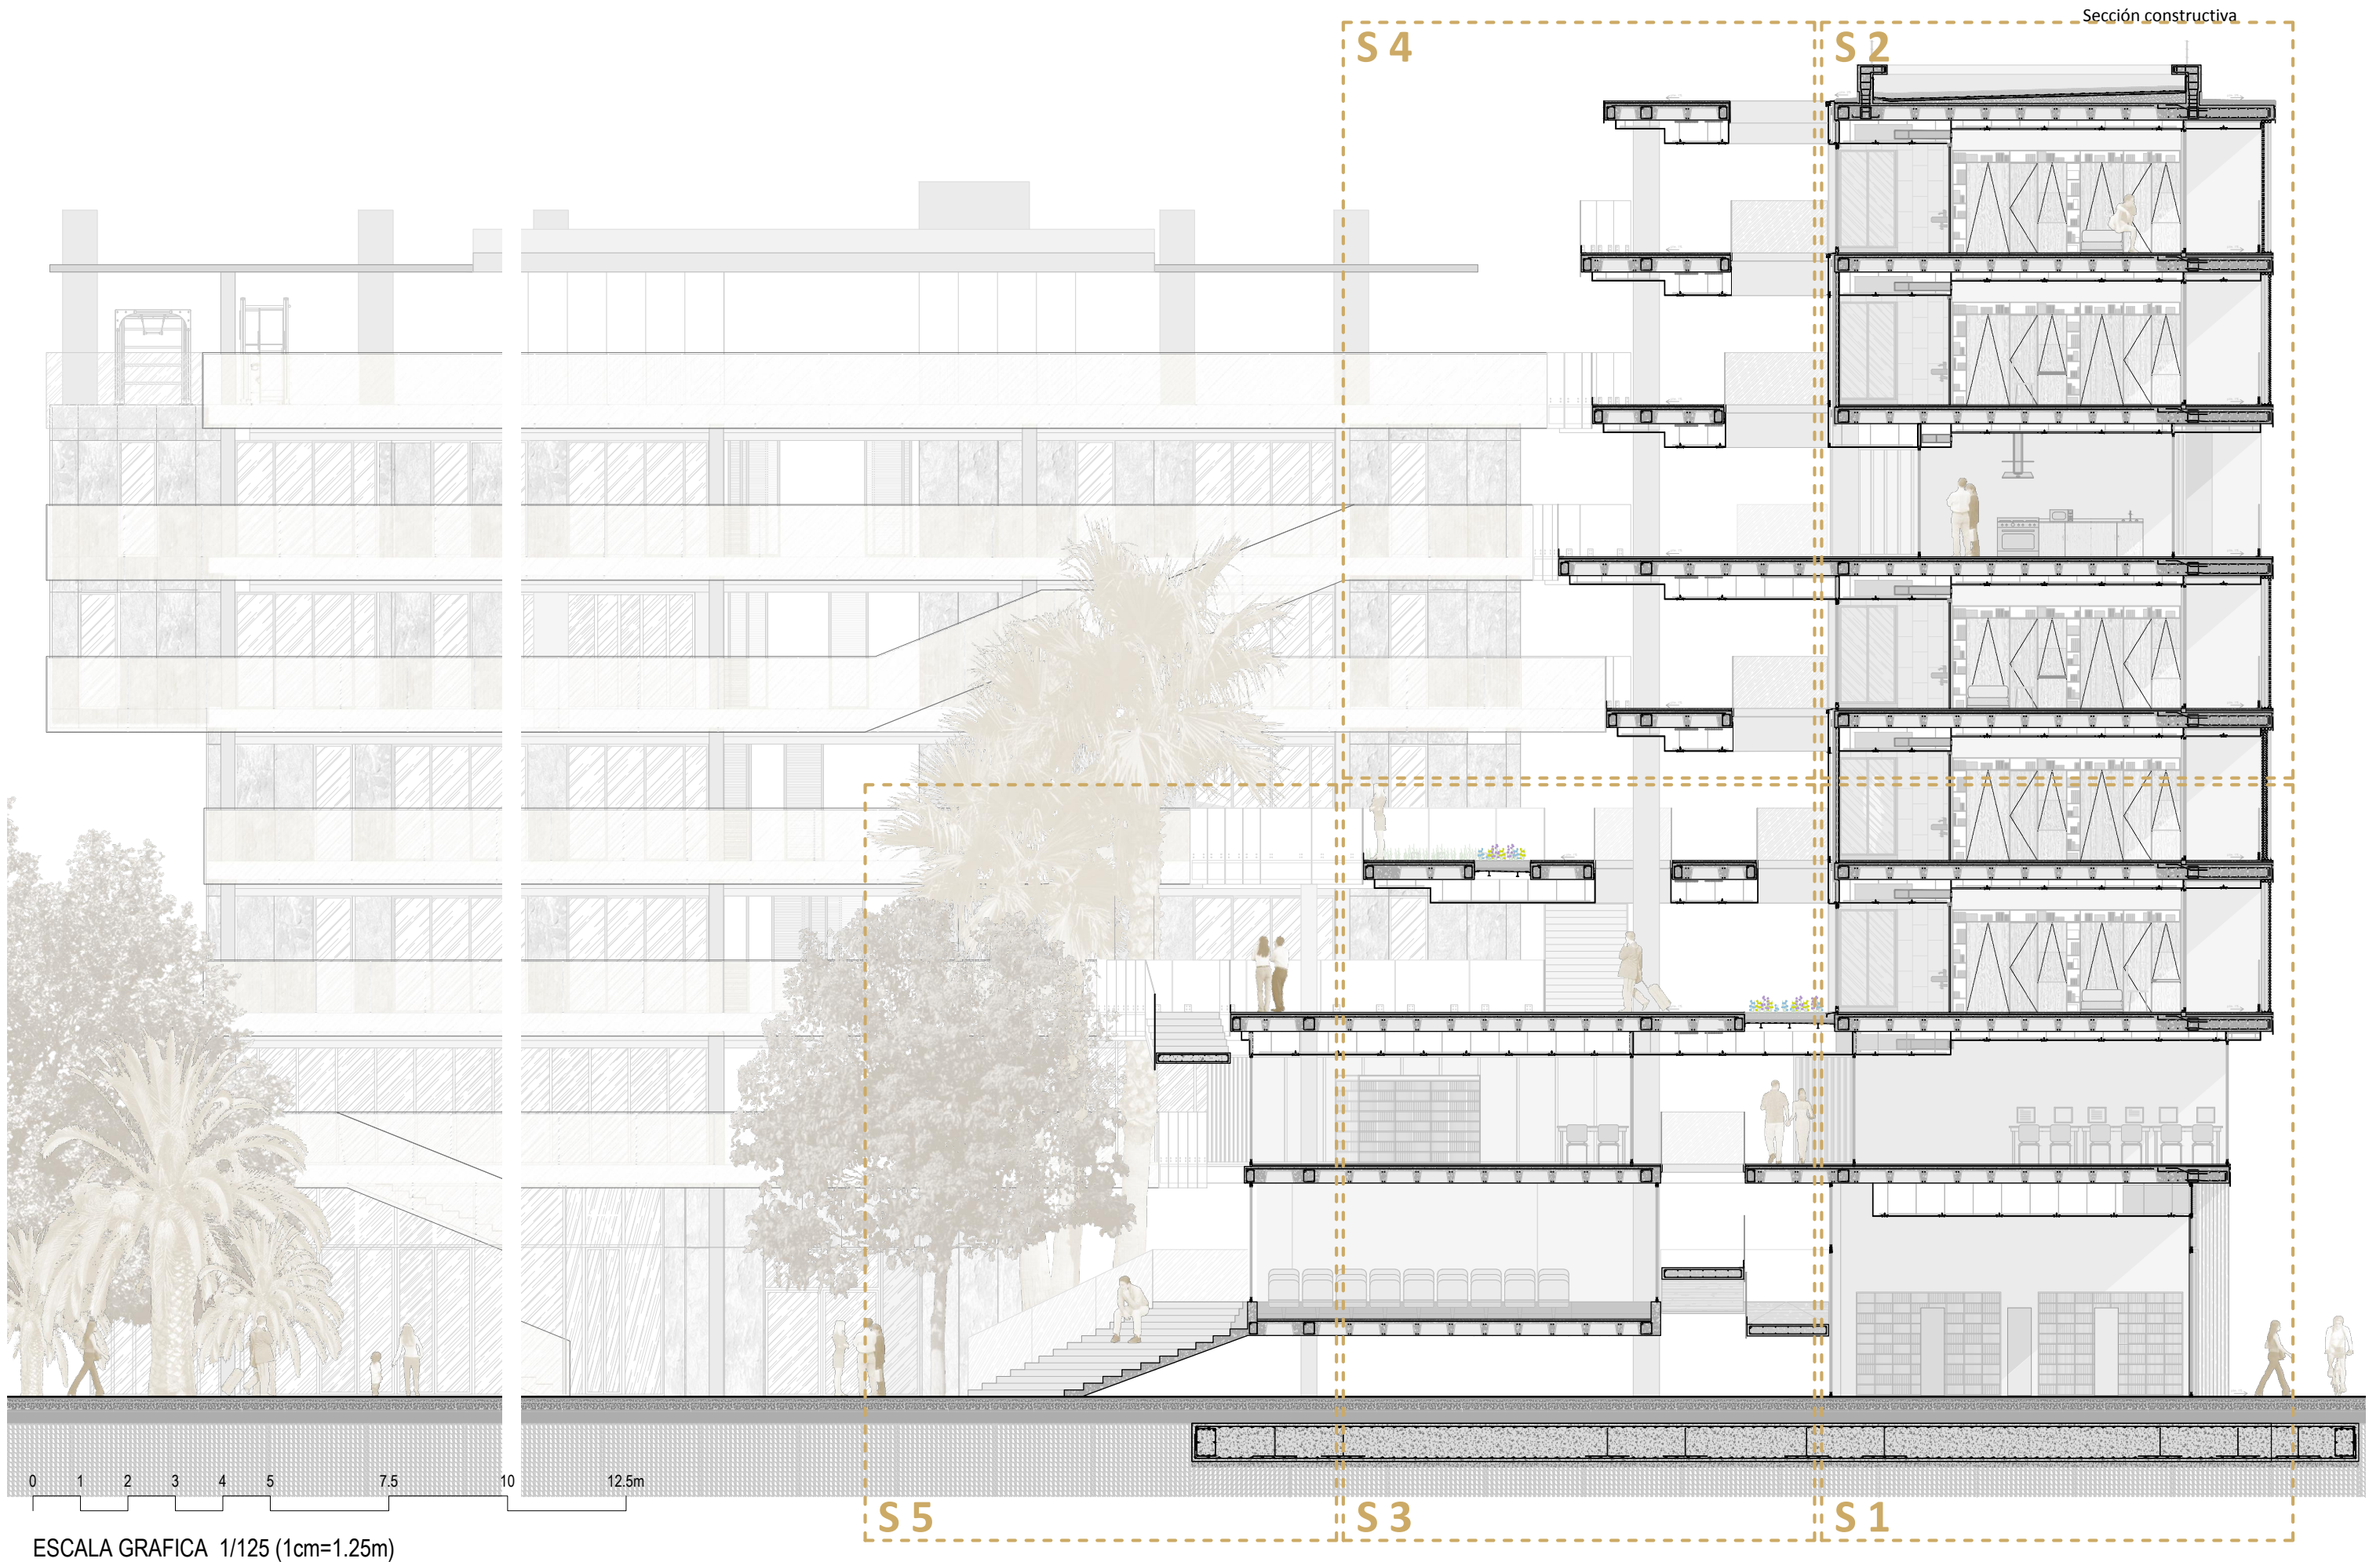 Sección constructiva
S 4
S 2
0 1 2 3 4 5 7.5 10 12.5m
S 5
S 3
S 1
ESCALA GRAFICA 1/125 (1cm=1.25m)